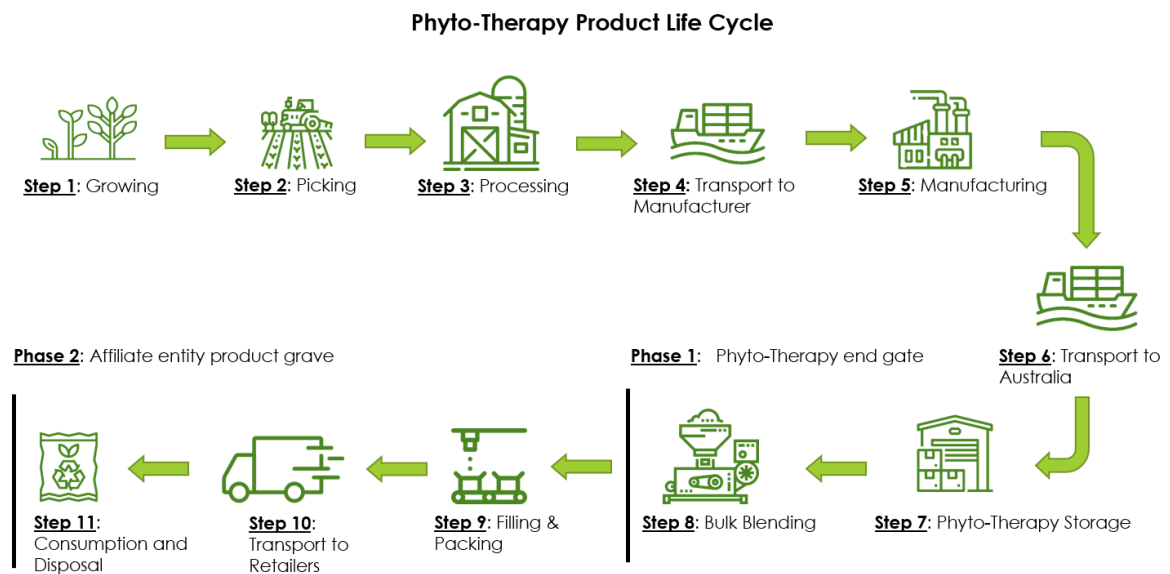 Phyto-Therapy Product Life Cycle
Step 1: Growing
Step 2: Picking
Step 3: Processing
Step 4: Transport to
Manufacturer
Step 5: Manufacturing
Step 6: Transport to
Australia
Phase 1: Phyto-Therapy end gate
Phase 2: Affiliate entity product grave
Step 7: Phyto-Therapy Storage
Step 8: Bulk Blending
Step 9: Filling &
Packing
Step 10:
Transport to
Retailers
Step 11:
Consumption and
Disposal